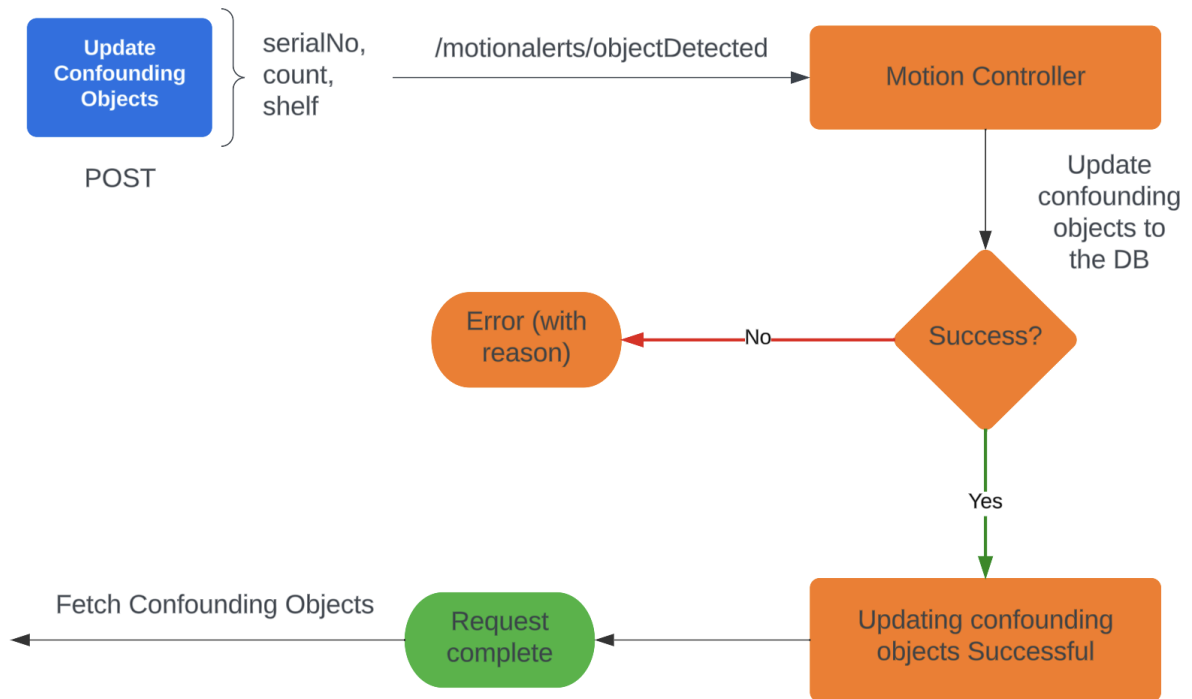 Update
Confounding
Objects
POST
serialNo,
count,
shelf
/motionalerts/objectDetected
Motion Controller
Update
confounding
objects to
the DB
Success?
No
Error (with
reason)
Yes
Updating confounding
objects Successful
Request
complete
Fetch Confounding Objects